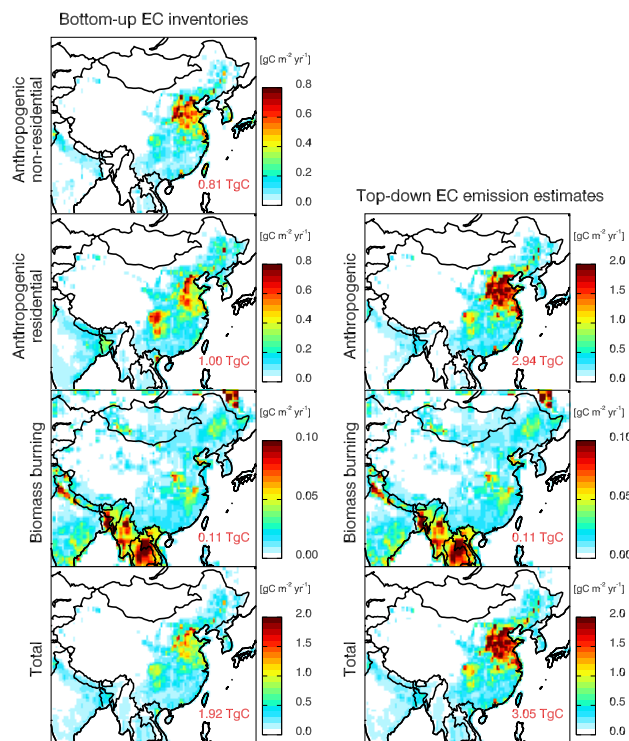 Bottom-up EC inventories
Anthropogenic
non-residential
[gC m⁻² yr⁻¹]
0.8
0.6
0.4
0.2
0.0
0.81 TgC
Top-down EC emission estimates
Anthropogenic
residential
[gC m⁻² yr⁻¹]
0.8
0.6
0.4
0.2
0.0
1.00 TgC
Anthropogenic
[gC m⁻² yr⁻¹]
2.0
1.5
1.0
0.5
0.0
2.94 TgC
Biomass burning
[gC m⁻² yr⁻¹]
0.10
0.05
0.00
0.11 TgC
Biomass burning
[gC m⁻² yr⁻¹]
0.10
0.05
0.00
0.11 TgC
Total
[gC m⁻² yr⁻¹]
2.0
1.5
1.0
0.5
0.0
1.92 TgC
Total
[gC m⁻² yr⁻¹]
2.0
1.5
1.0
0.5
0.0
3.05 TgC